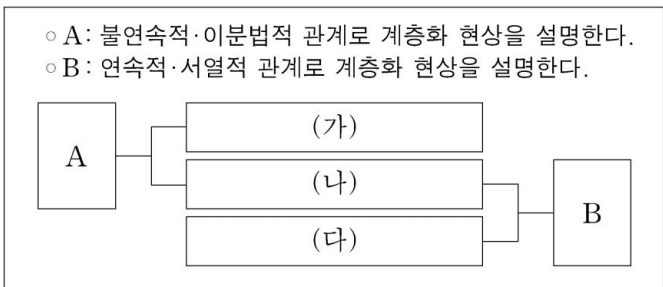 ○ A: 불연속적·이분법적 관계로 계층화 현상을 설명한다.
○ B: 연속적·서열적 관계로 계층화 현상을 설명한다.
(가)
A
(나)
B
(다)